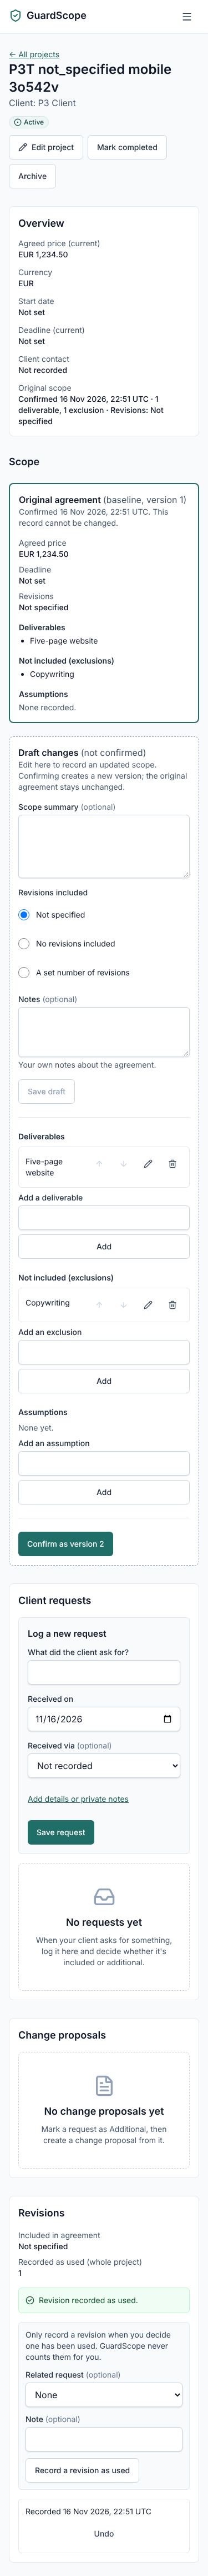 GuardScope
← All projects
P3T not_specified mobile
3o542v
Client: P3 Client
Active
Edit project
Mark completed
Archive
Overview
Agreed price (current)
EUR 1,234.50
Currency
EUR
Start date
Not set
Deadline (current)
Not set
Client contact
Not recorded
Original scope
Confirmed 16 Nov 2026, 22:51 UTC · 1
deliverable, 1 exclusion · Revisions: Not
specified
Scope
Original agreement (baseline, version 1)
Confirmed 16 Nov 2026, 22:51 UTC. This
record cannot be changed.
Agreed price
EUR 1,234.50
Deadline
Not set
Revisions
Not specified
Deliverables
• Five-page website
Not included (exclusions)
• Copywriting
Assumptions
None recorded.
Draft changes (not confirmed)
Edit here to record an updated scope.
Confirming creates a new version; the original
agreement stays unchanged.
Scope summary (optional)
Revisions included
Not specified
No revisions included
A set number of revisions
Notes (optional)
Your own notes about the agreement.
Save draft
Deliverables
Five-page
website
Add a deliverable
Add
Not included (exclusions)
Copywriting
Add an exclusion
Add
Assumptions
None yet.
Add an assumption
Add
Confirm as version 2
Client requests
Log a new request
What did the client ask for?
Received on
11/16/2026
Received via (optional)
Not recorded
Add details or private notes
Save request
No requests yet
When your client asks for something,
log it here and decide whether it's
included or additional.
Change proposals
No change proposals yet
Mark a request as Additional, then
create a change proposal from it.
Revisions
Included in agreement
Not specified
Recorded as used (whole project)
1
Revision recorded as used.
Only record a revision when you decide
one has been used. GuardScope never
counts them for you.
Related request (optional)
None
Note (optional)
Record a revision as used
Recorded 16 Nov 2026, 22:51 UTC
Undo